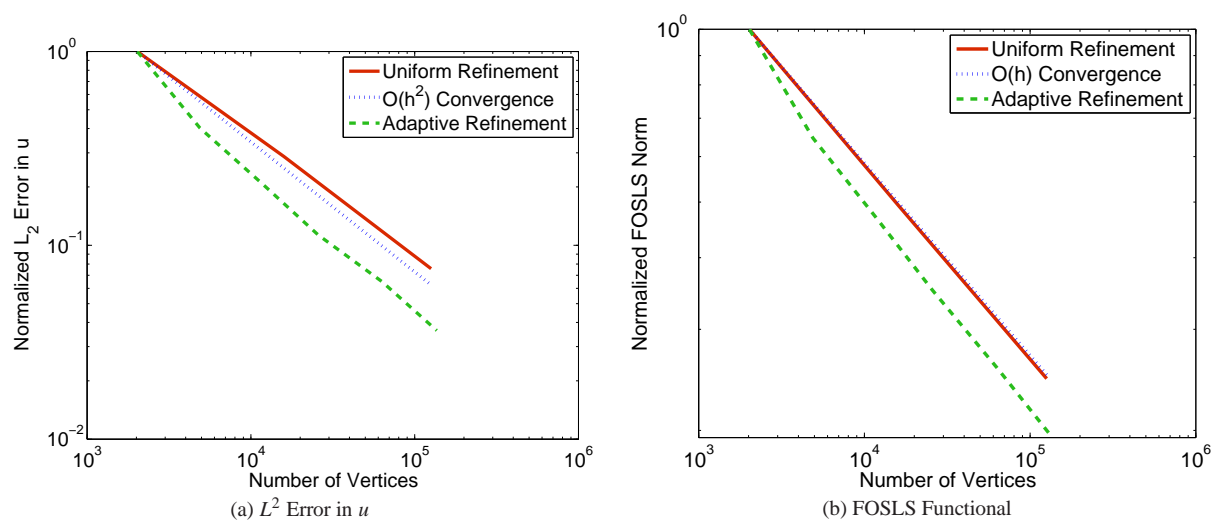 10^0
10^-1
10^-2
Normalized L_2 Error in u
Uniform Refinement
O(h^2) Convergence
Adaptive Refinement
10^3
10^4
10^5
10^6
Number of Vertices
(a) L^2 Error in u
10^0
Normalized FOSLS Norm
Uniform Refinement
O(h) Convergence
Adaptive Refinement
10^3
10^4
10^5
10^6
Number of Vertices
(b) FOSLS Functional